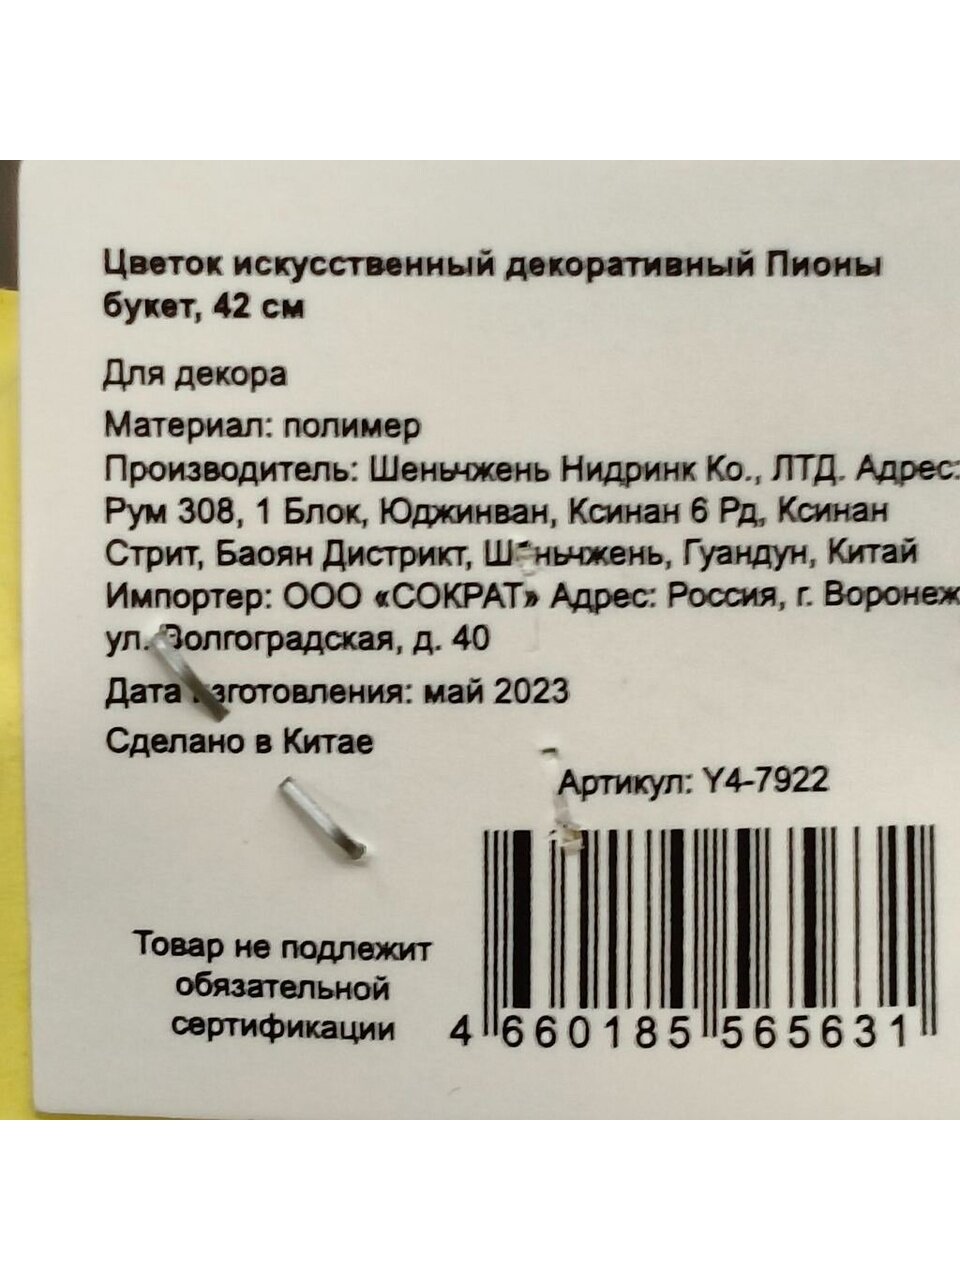 Цветок искусственный декоративный Пионы
букет, 42 см
Для декора
Материал: полимер
Производитель: Шеньчжень Нидринк Ко., ЛТД. Адрес:
Рум 308, 1 Блок, Юджинван, Ксинан 6 Рд, Ксинан
Стрит, Баоян Дистрикт, Шеньчжень, Гуандун, Китай
Импортер: ООО «СОКРАТ» Адрес: Россия, г. Воронеж
ул. Волгоградская, д. 40
Дата изготовления: май 2023
Сделано в Китае
Артикул: Y4-7922
Товар не подлежит
обязательной
сертификации
4 660185 565631